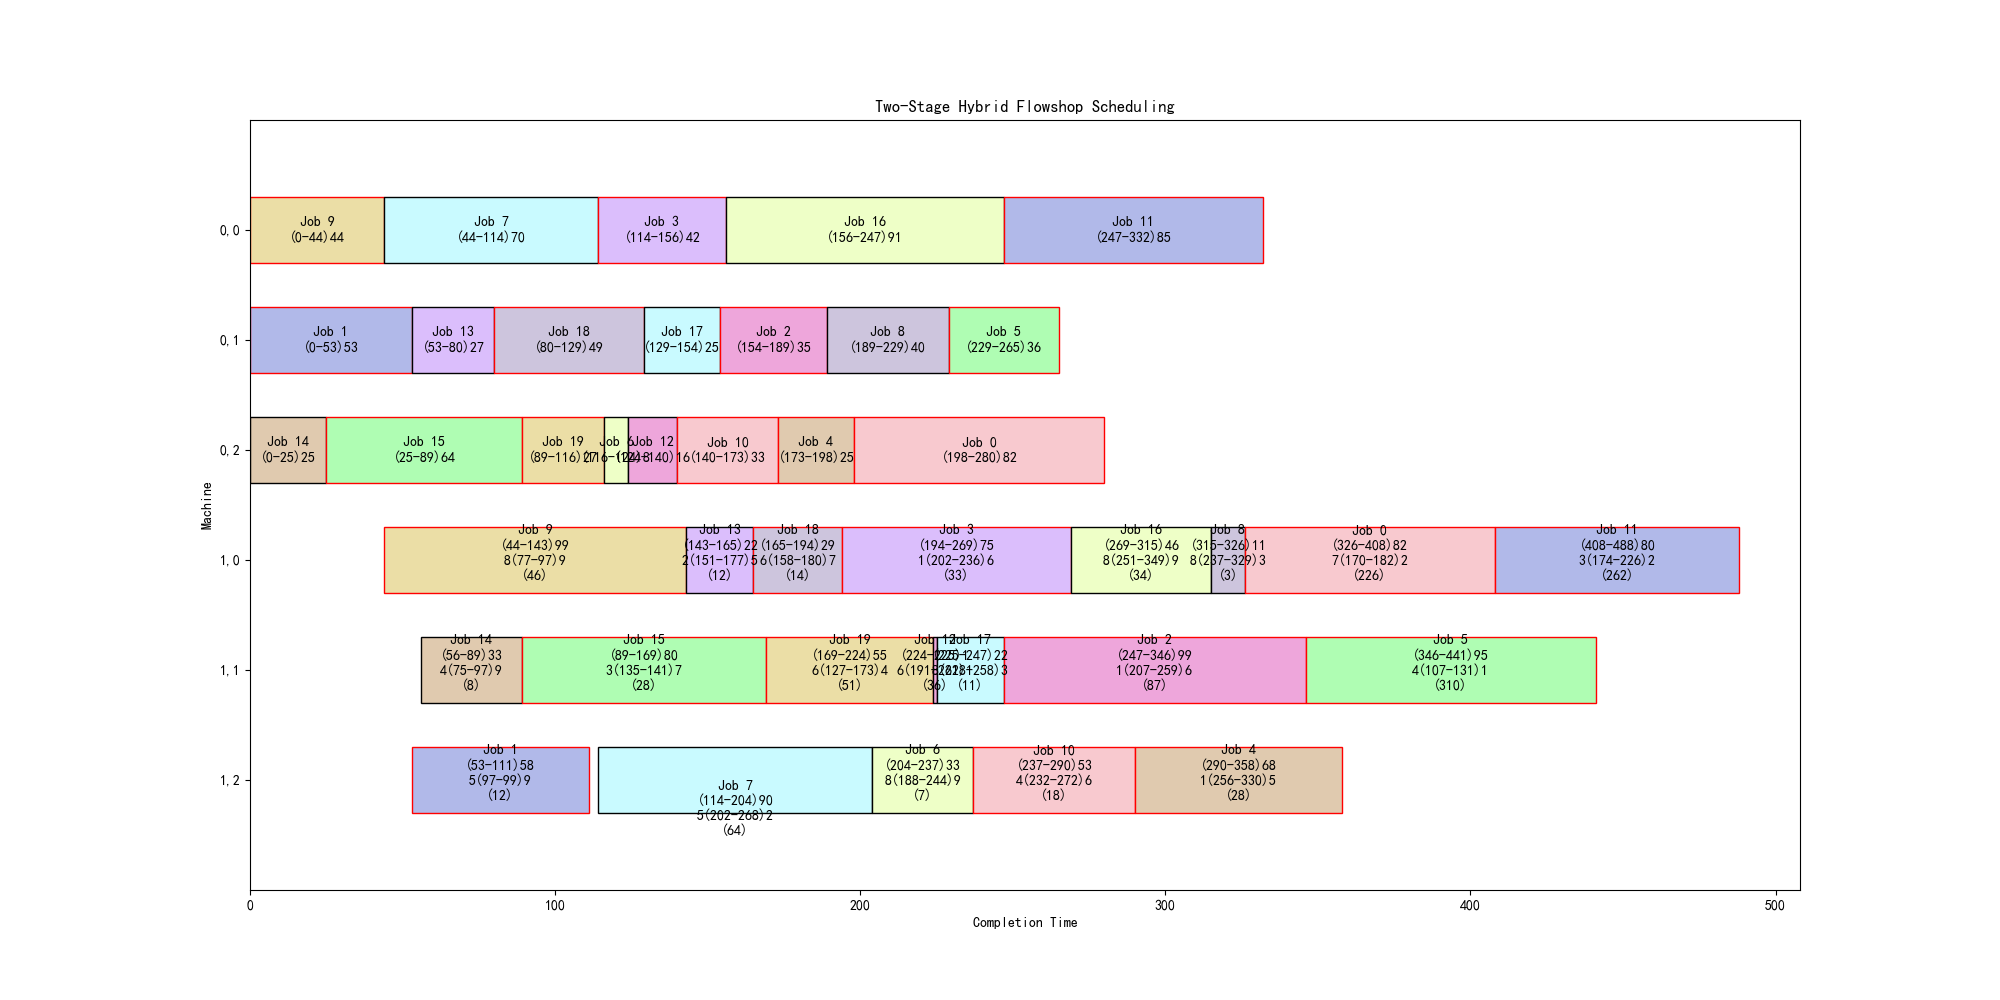 Two-Stage Hybrid Flowshop Scheduling
Machine
0,0
Job 9
(0-44)44
Job 7
(44-114)70
Job 3
(114-156)42
Job 16
(156-247)91
Job 11
(247-332)85
0,1
Job 1
(0-53)53
Job 13
(53-80)27
Job 18
(80-129)49
Job 17
(129-154)25
Job 2
(154-189)35
Job 8
(189-229)40
Job 5
(229-265)36
0,2
Job 14
(0-25)25
Job 15
(25-89)64
Job 19
(89-116)27
Job 6
(116-124)8
Job 12
(124-140)16
Job 10
(140-173)33
Job 4
(173-198)25
Job 0
(198-280)82
1,0
Job 9
(44-143)99
8(77-97)9
(46)
Job 13
(143-165)22
2(151-177)5
(12)
Job 18
(165-194)29
6(158-180)7
(14)
Job 3
(194-269)75
1(202-236)6
(33)
Job 16
(269-315)46
8(251-349)9
(34)
Job 8
(315-326)11
8(237-329)3
(3)
Job 0
(326-408)82
7(170-182)2
(226)
Job 11
(408-488)80
3(174-226)2
(262)
1,1
Job 14
(56-89)33
4(75-97)9
(8)
Job 15
(89-169)80
3(135-141)7
(28)
Job 19
(169-224)55
6(127-173)4
(51)
Job 12
(224-225)1
(36)
Job 17
(225-247)22
(11)
Job 2
(247-346)99
1(207-259)6
(87)
Job 5
(346-441)95
4(107-131)1
(310)
1,2
Job 1
(53-111)58
5(97-99)9
(12)
Job 7
(114-204)90
5(202-268)2
(64)
Job 6
(204-237)33
8(188-244)9
(7)
Job 10
(237-290)53
4(232-272)6
(18)
Job 4
(290-358)68
1(256-330)5
(28)
0
100
200
300
400
500
Completion Time